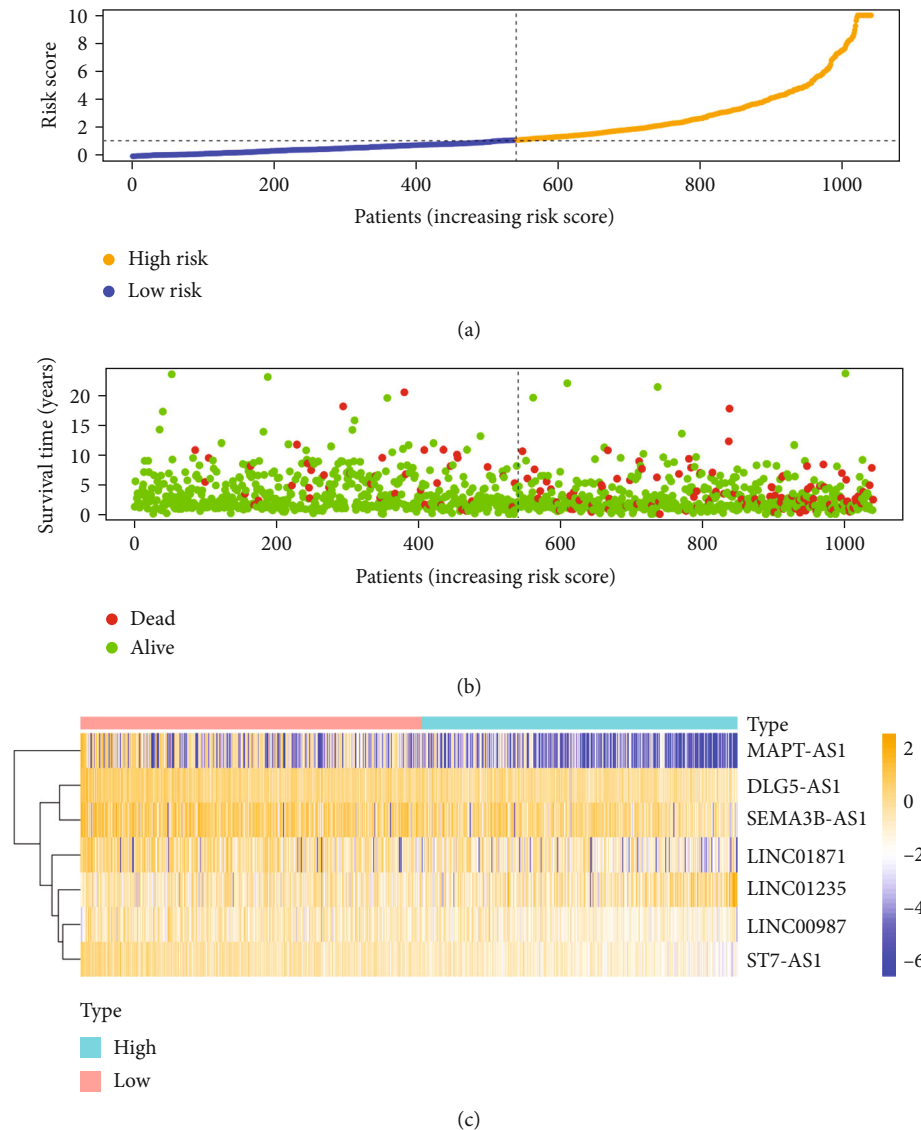 Risk score
10
8
6
4
2
0
0 200 400 600 800 1000
Patients (increasing risk score)
High risk
Low risk
(a)
Survival time (years)
20
15
10
5
0
0 200 400 600 800 1000
Patients (increasing risk score)
Dead
Alive
(b)
Type
MAPT-AS1
DLG5-AS1
SEMA3B-AS1
LINC01871
LINC01235
LINC00987
ST7-AS1
2
0
−2
−4
−6
Type
High
Low
(c)